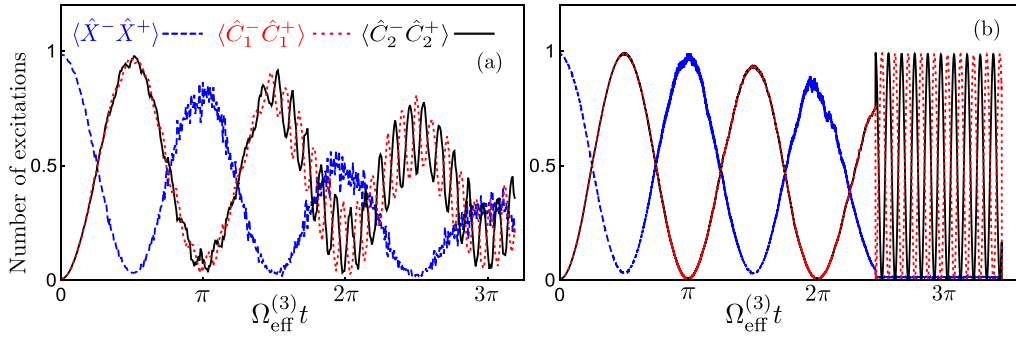 ⟨X̂⁻X̂⁺⟩ ⟨Ĉ₁⁻Ĉ₁⁺⟩ ⟨Ĉ₂⁻Ĉ₂⁺⟩
(a)
Number of excitations
1
0.5
0
0 π 2π 3π
Ω_eff^(3) t
(b)
1
0.5
0
0 π 2π 3π
Ω_eff^(3) t